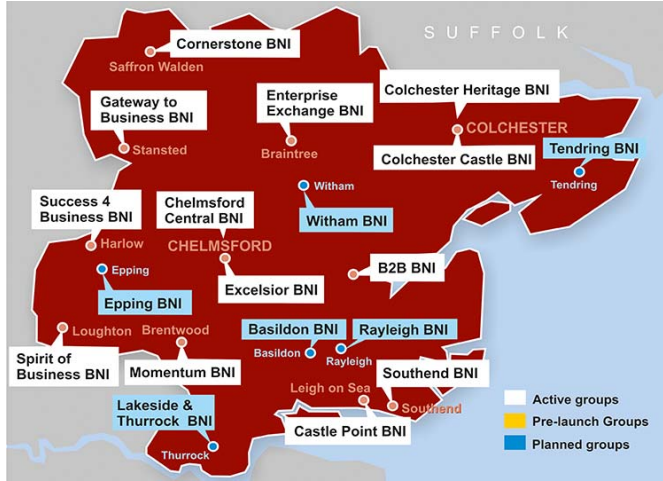 SUFFOLK
Cornerstone BNI
Saffron Walden
Gateway to
Business BNI
Stansted
Enterprise
Exchange BNI
Braintree
Colchester Heritage BNI
COLCHESTER
Colchester Castle BNI
Tendring BNI
Tendring
Witham
Witham BNI
Success 4
Business BNI
Harlow
Chelmsford
Central BNI
CHELMSFORD
Excelsior BNI
B2B BNI
Epping
Epping BNI
Loughton
Spirit of
Business BNI
Brentwood
Momentum BNI
Basildon BNI
Basildon
Rayleigh BNI
Rayleigh
Southend BNI
Southend
Leigh on Sea
Castle Point BNI
Lakeside &
Thurrock BNI
Thurrock
Active groups
Pre-launch Groups
Planned groups